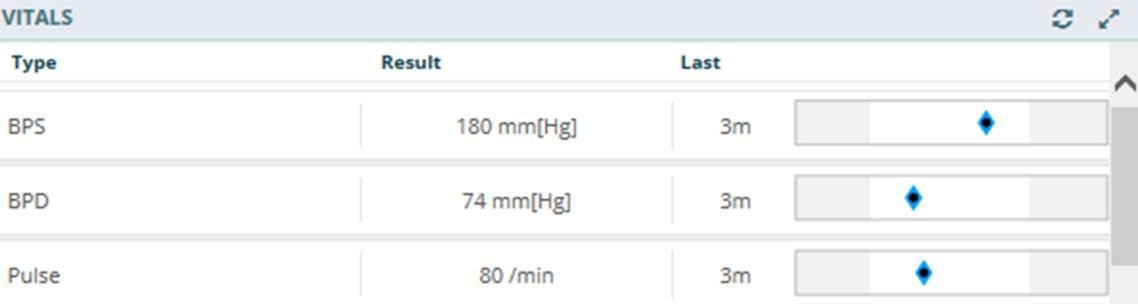 VITALS
Type Result Last
BPS 180 mm[Hg] 3m
BPD 74 mm[Hg] 3m
Pulse 80 /min 3m